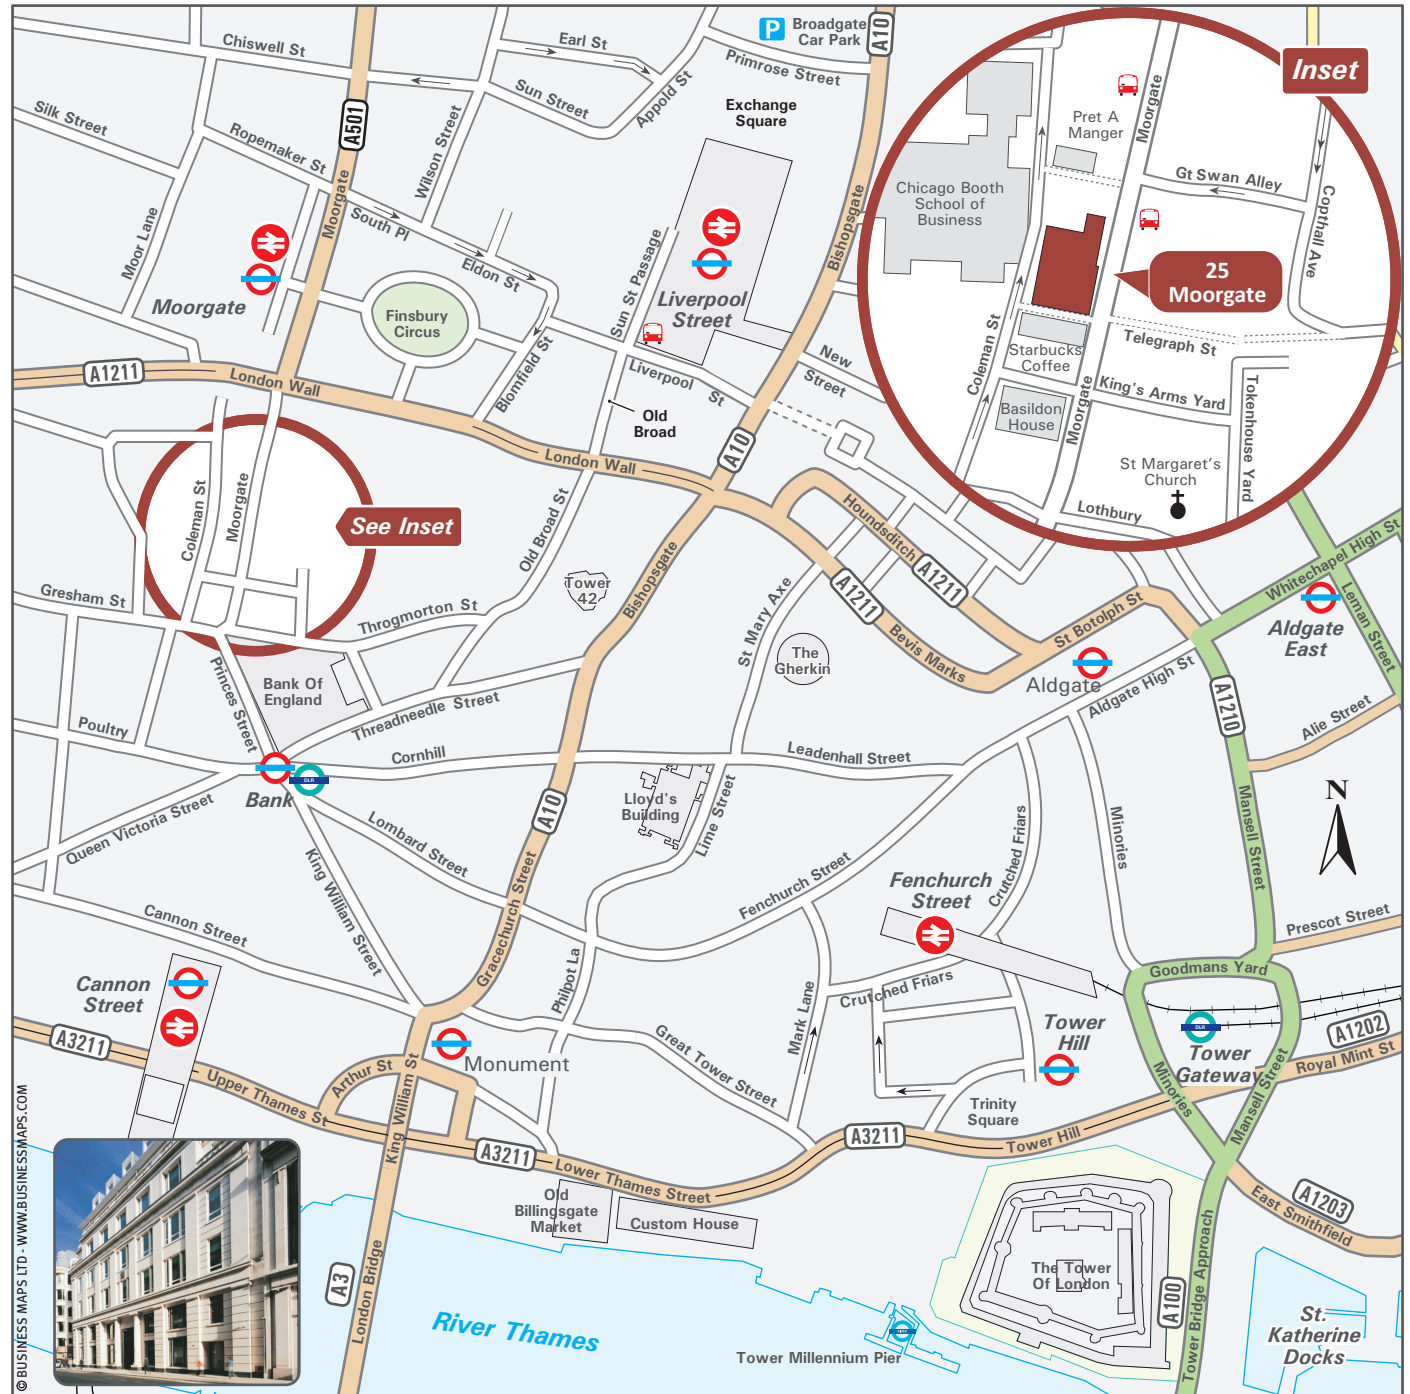 Chiswell St
Earl St
P
Broadgate
Car Park
A10
Primrose Street
Silk Street
Sun Street
Appold St
Exchange
Square
A501
Ropemaker St
Wilson Street
Moor Lane
Moorgate
South Pl
Eldon St
Moorgate
Finsbury
Circus
Sun St Passage
Liverpool
Street
Bishopsgate
Blomfield St
Liverpool
St
New
Street
A1211
London Wall
Old
Broad
A10
London Wall
Inset
Pret A
Manger
Moorgate
Gt Swan Alley
Copthall Ave
Chicago Booth
School of
Business
25
Moorgate
Coleman St
Starbucks
Coffee
Telegraph St
King's Arms Yard
Basildon
House
Moorgate
Tokenhouse Yard
St Margaret's
Church
Lothbury
See Inset
Coleman St
Moorgate
Old Broad St
Gresham St
Throgmorton St
Tower
42
Bishopsgate
Houndsditch
A1211
A1211
St Mary Axe
Bevis Marks
St Botolph St
The
Gherkin
Aldgate
Aldgate High St
Whitechapel High St
Leman Street
Aldgate
East
A1210
Alie Street
Princes Street
Bank Of
England
Threadneedle Street
Poultry
Cornhill
Leadenhall Street
DLR
Bank
Queen Victoria Street
Lombard Street
Lloyd's
Building
Lime Street
A10
King William Street
Gracechurch Street
Fenchurch Street
Fenchurch
Street
Crutched Friars
Minories
Mansell Street
N
Prescot Street
Cannon Street
Cannon
Street
Philpot La
Mark Lane
Crutched Friars
Goodmans Yard
A3211
Upper Thames St
Arthur St
King William St
Monument
Great Tower Street
Tower
Hill
DLR
Tower
Gateway
A1202
Royal Mint St
Minories
Mansell Street
Trinity
Square
Tower Hill
A3211
A3211
Lower Thames Street
Old
Billingsgate
Market
Custom House
The Tower
Of London
A1203
East Smithfield
A3
London Bridge
River Thames
Tower Millennium Pier
A100
Tower Bridge Approach
St.
Katherine
Docks
© BUSINESS MAPS LTD - WWW.BUSINESSMAPS.COM